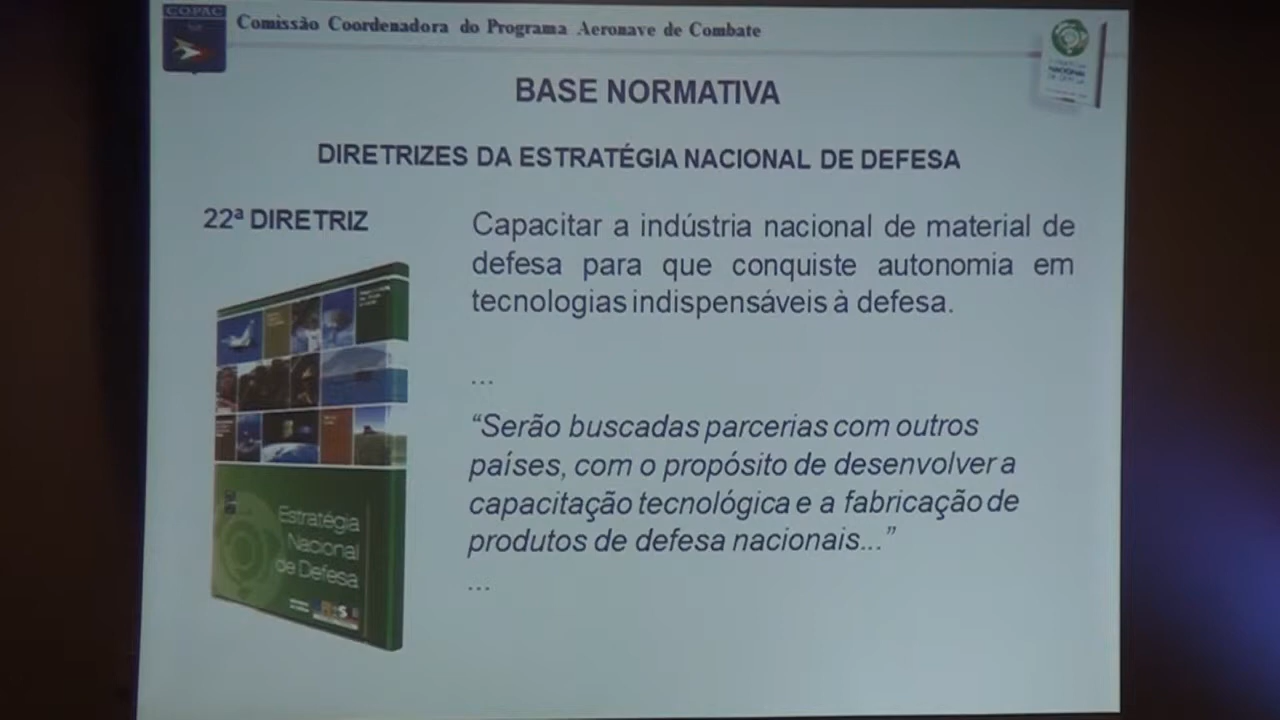 COPAC
Comissão Coordenadora do Programa Aeronave de Combate
NACIONAL
BASE NORMATIVA
DIRETRIZES DA ESTRATÉGIA NACIONAL DE DEFESA
22ª DIRETRIZ
Capacitar a indústria nacional de material de
defesa para que conquiste autonomia em
tecnologias indispensáveis à defesa.
...
“Serão buscadas parcerias com outros
países, com o propósito de desenvolver a
capacitação tecnológica e a fabricação de
produtos de defesa nacionais...”
...
Estratégia
Nacional
de Defesa